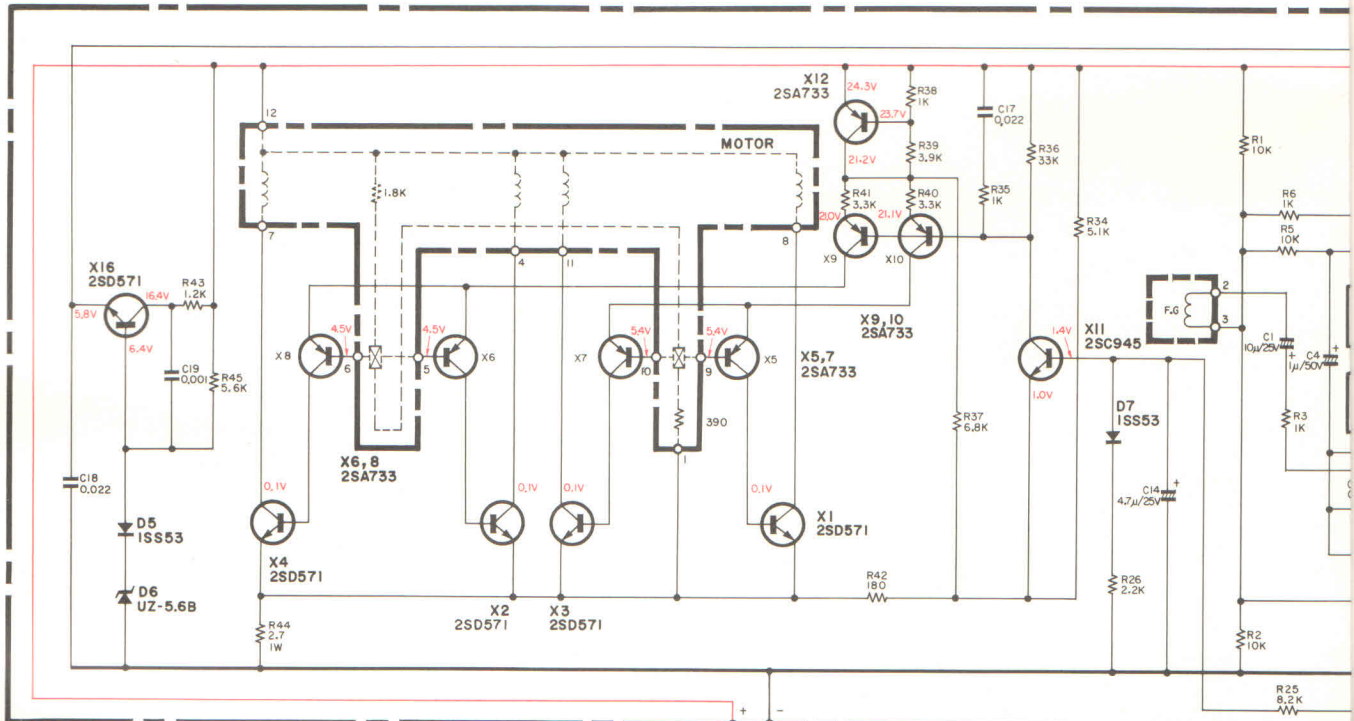 X12
2SA733
24.3V
23.7V
21.2V
R38
1K
R39
3.9K
C17
0.022
R36
33K
R35
1K
R34
5.1K
R1
10K
R6
1K
R5
10K
12
MOTOR
1.8K
R41
3.3K
R40
3.3K
21.0V
21.1V
X9
X10
7
4
11
8
X16
2SD571
16.4V
5.8V
6.4V
R43
1.2K
C19
0.001
R45
5.6K
X9,10
2SA733
F.G
2
3
X8
4.5V
6
4.5V
5
X6
X7
5.4V
10
5.4V
9
X5
X5,7
2SA733
X11
2SC945
1.4V
1.0V
C1
10μ/25V
+
C4
1μ/50V
+
390
1
R37
6.8K
D7
1SS53
R3
1K
X6,8
2SA733
C18
0.022
D5
1SS53
D6
UZ-5.6B
0.1V
0.1V
0.1V
0.1V
X4
2SD571
X2
2SD571
X3
2SD571
X1
2SD571
C14
4.7μ/25V
+
R42
180
R26
2.2K
R44
2.7
1W
R2
10K
R25
8.2K
+
-